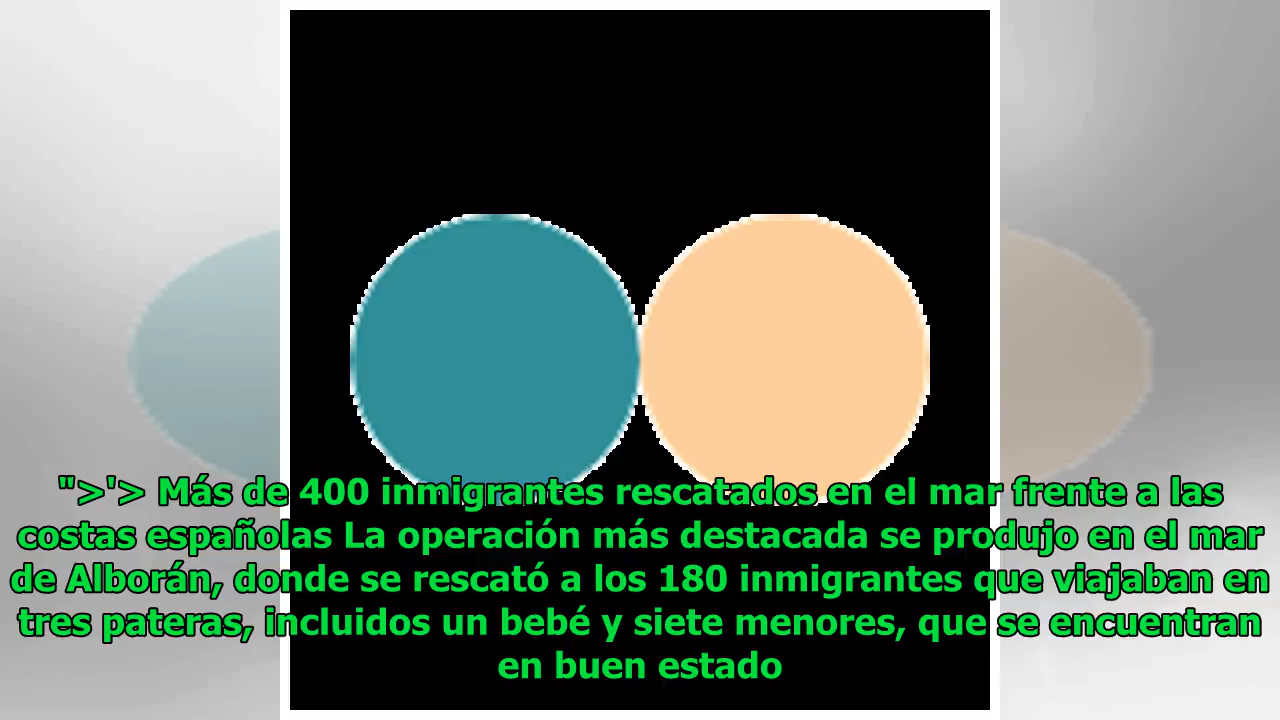 ">'> Más de 400 inmigrantes rescatados en el mar frente a las
costas españolas La operación más destacada se produjo en el mar
de Alborán, donde se rescató a los 180 inmigrantes que viajaban en
tres pateras, incluidos un bebé y siete menores, que se encuentran
en buen estado